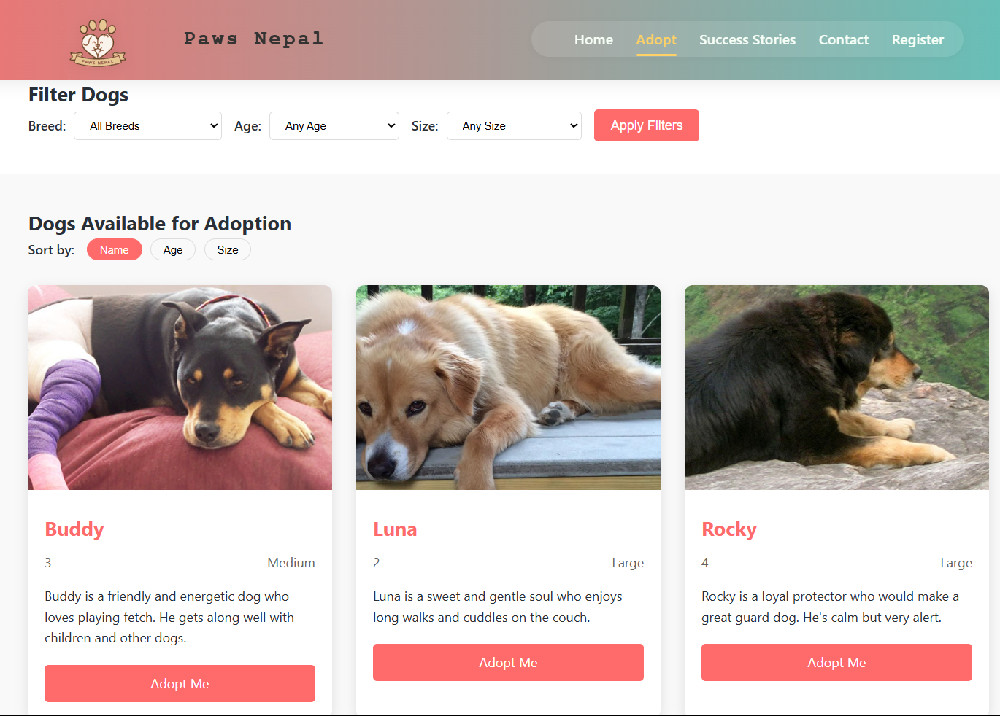 PAWS NEPAL
Paws Nepal
Home Adopt Success Stories Contact Register
Filter Dogs
Breed: All Breeds Age: Any Age Size: Any Size Apply Filters
Dogs Available for Adoption
Sort by: Name Age Size
Buddy
3 Medium
Buddy is a friendly and energetic dog who
loves playing fetch. He gets along well with
children and other dogs.
Adopt Me
Luna
2 Large
Luna is a sweet and gentle soul who enjoys
long walks and cuddles on the couch.
Adopt Me
Rocky
4 Large
Rocky is a loyal protector who would make a
great guard dog. He's calm but very alert.
Adopt Me